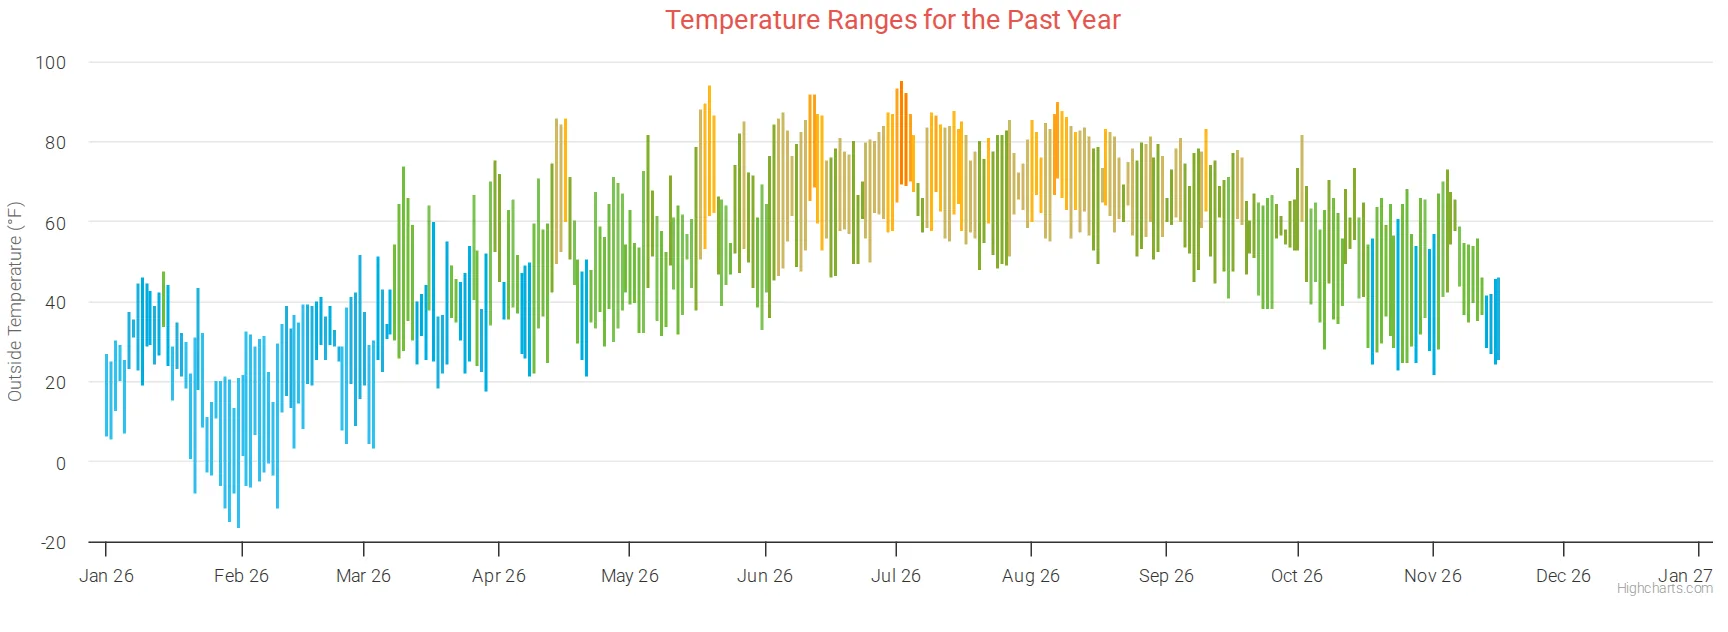 Temperature Ranges for the Past Year
Outside Temperature (°F)
100
80
60
40
20
0
-20
Jan 26 Feb 26 Mar 26 Apr 26 May 26 Jun 26 Jul 26 Aug 26 Sep 26 Oct 26 Nov 26 Dec 26 Jan 27
Highcharts.com